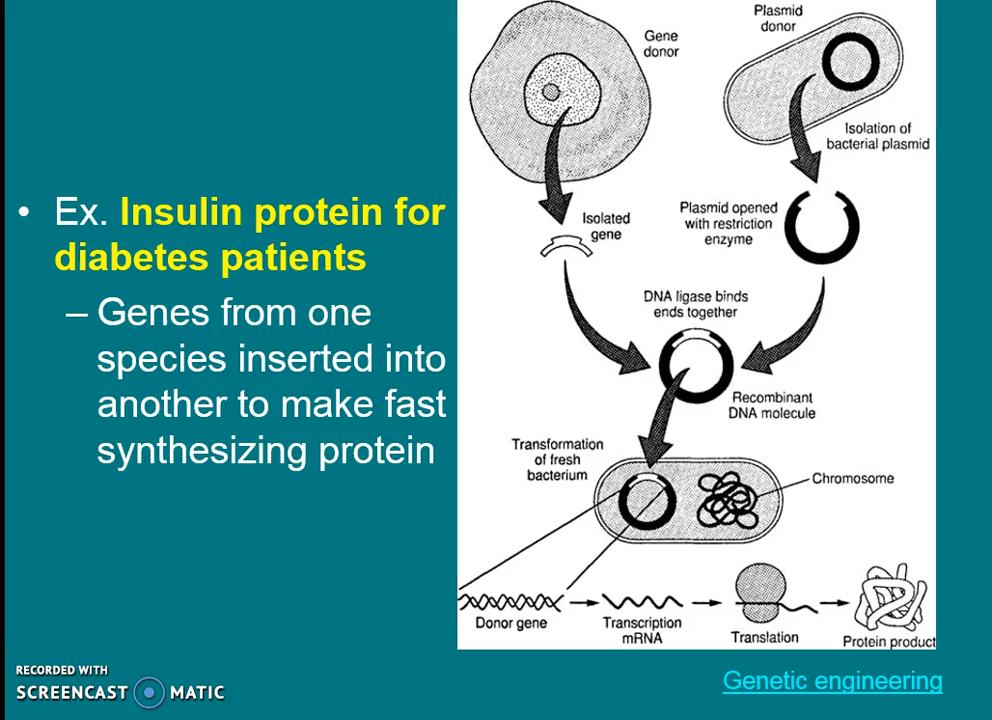 • Ex. Insulin protein for
diabetes patients
– Genes from one
species inserted into
another to make fast
synthesizing protein
Gene
donor
Plasmid
donor
Isolation of
bacterial plasmid
Isolated
gene
Plasmid opened
with restriction
enzyme
DNA ligase binds
ends together
Recombinant
DNA molecule
Transformation
of fresh
bacterium
Chromosome
Donor gene
Transcription
mRNA
Translation
Protein product
Genetic engineering
RECORDED WITH
SCREENCAST MATIC